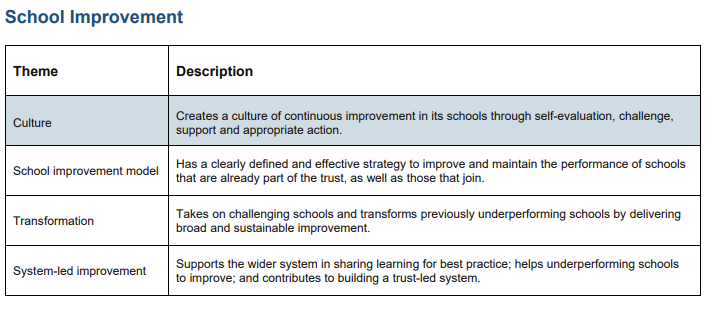 School Improvement
Theme
Description
Culture
Creates a culture of continuous improvement in its schools through self-evaluation, challenge,
support and appropriate action.
School improvement model
Has a clearly defined and effective strategy to improve and maintain the performance of schools
that are already part of the trust, as well as those that join.
Transformation
Takes on challenging schools and transforms previously underperforming schools by delivering
broad and sustainable improvement.
System-led improvement
Supports the wider system in sharing learning for best practice; helps underperforming schools
to improve; and contributes to building a trust-led system.